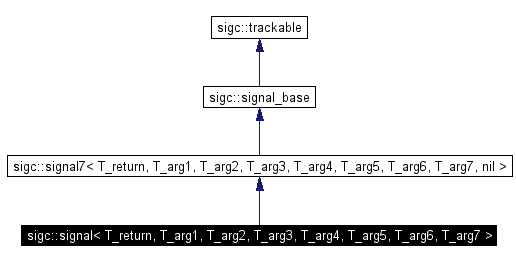 sigc::trackable
sigc::signal_base
sigc::signal7< T_return, T_arg1, T_arg2, T_arg3, T_arg4, T_arg5, T_arg6, T_arg7, nil >
sigc::signal< T_return, T_arg1, T_arg2, T_arg3, T_arg4, T_arg5, T_arg6, T_arg7 >